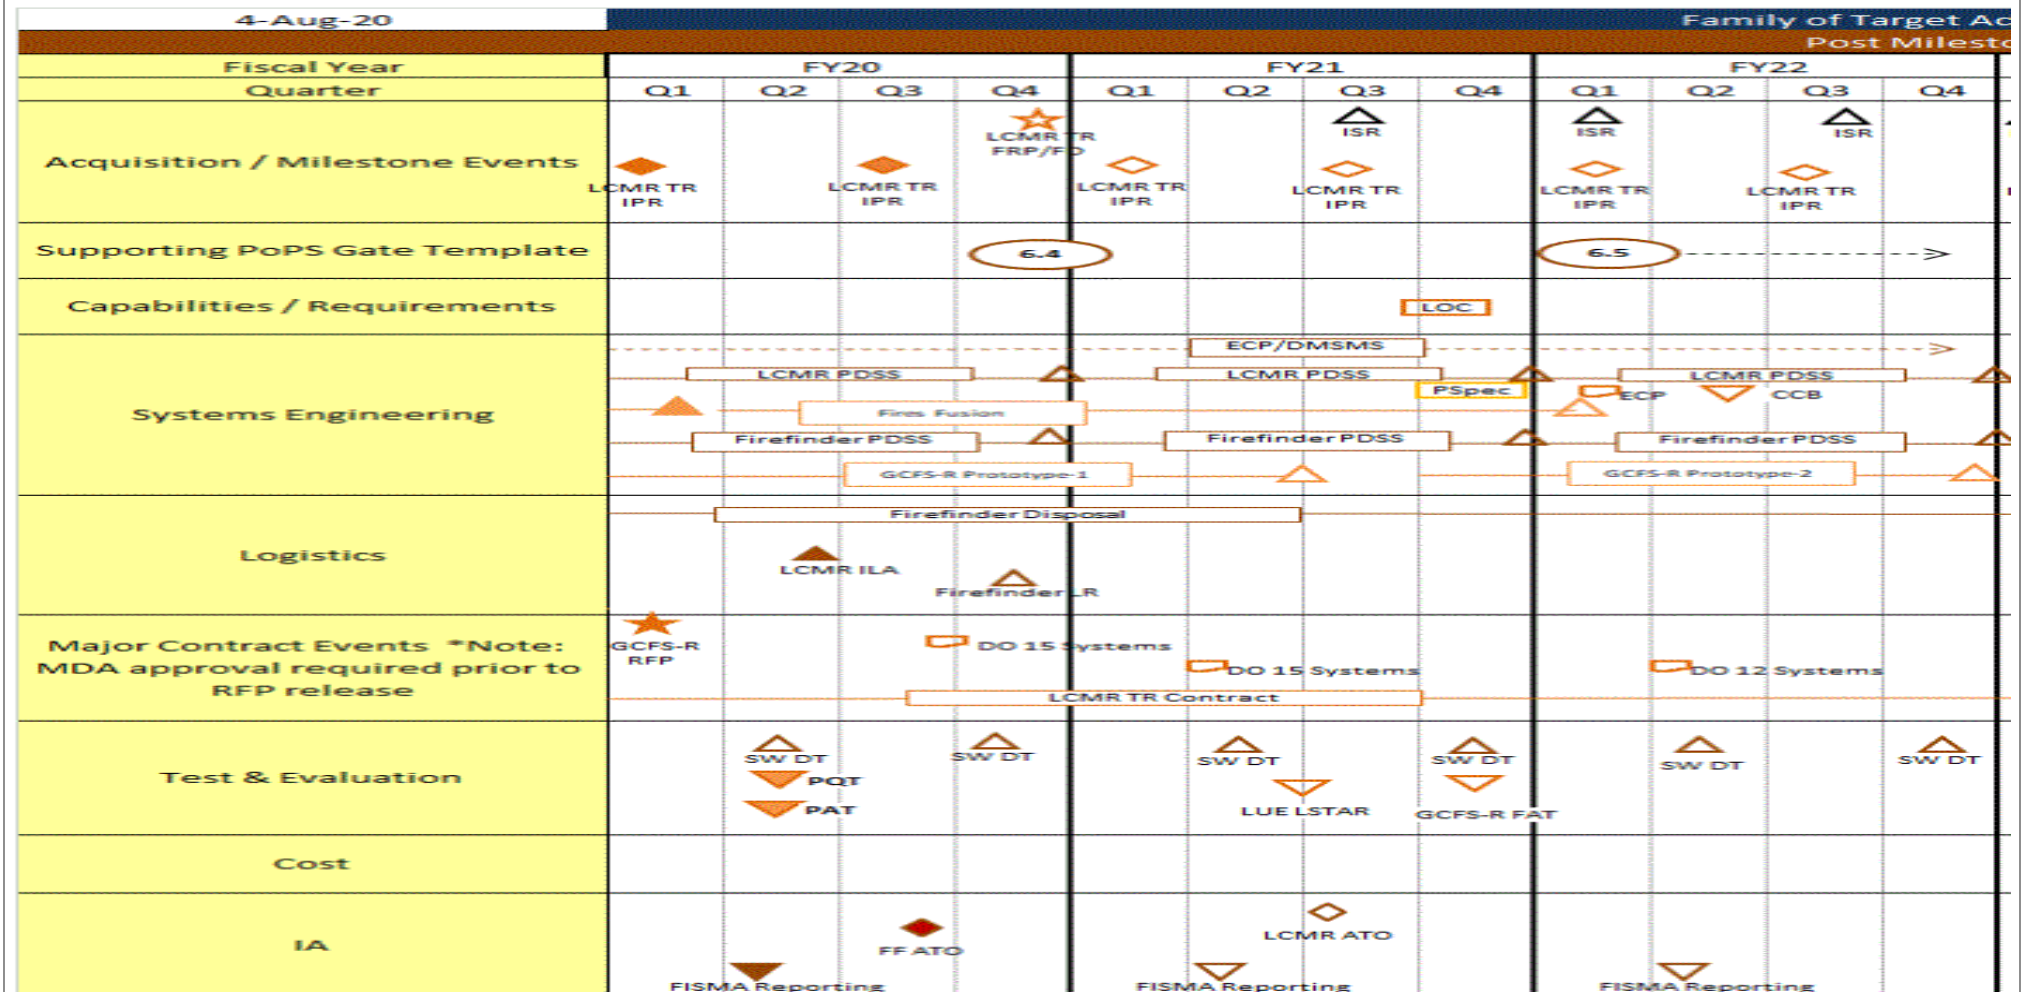 4-Aug-20
Family of Target Ac
Post Milesto
Fiscal Year FY20 FY21 FY22
Quarter Q1 Q2 Q3 Q4 Q1 Q2 Q3 Q4 Q1 Q2 Q3 Q4
Acquisition / Milestone Events
LCMR TR
FRP/FD
ISR
ISR
ISR
LCMR TR
IPR
LCMR TR
IPR
LCMR TR
IPR
LCMR TR
IPR
LCMR TR
IPR
LCMR TR
IPR
Supporting PoPS Gate Template
6.4
6.5
Capabilities / Requirements
LOC
Systems Engineering
ECP/DMSMS
LCMR PDSS
LCMR PDSS
LCMR PDSS
PSpec
ECP
CCB
Fires Fusion
Firefinder PDSS
Firefinder PDSS
Firefinder PDSS
GCFS-R Prototype-1
GCFS-R Prototype-2
Logistics
Firefinder Disposal
LCMR ILA
Firefinder LR
Major Contract Events *Note:
MDA approval required prior to
RFP release
GCFS-R
RFP
DO 15 Systems
DO 15 Systems
DO 12 Systems
LCMR TR Contract
Test & Evaluation
SW DT
SW DT
SW DT
SW DT
SW DT
SW DT
PQT
PAT
LUE LSTAR
GCFS-R FAT
Cost
IA
FF ATO
LCMR ATO
FISMA Reporting
FISMA Reporting
FISMA Reporting